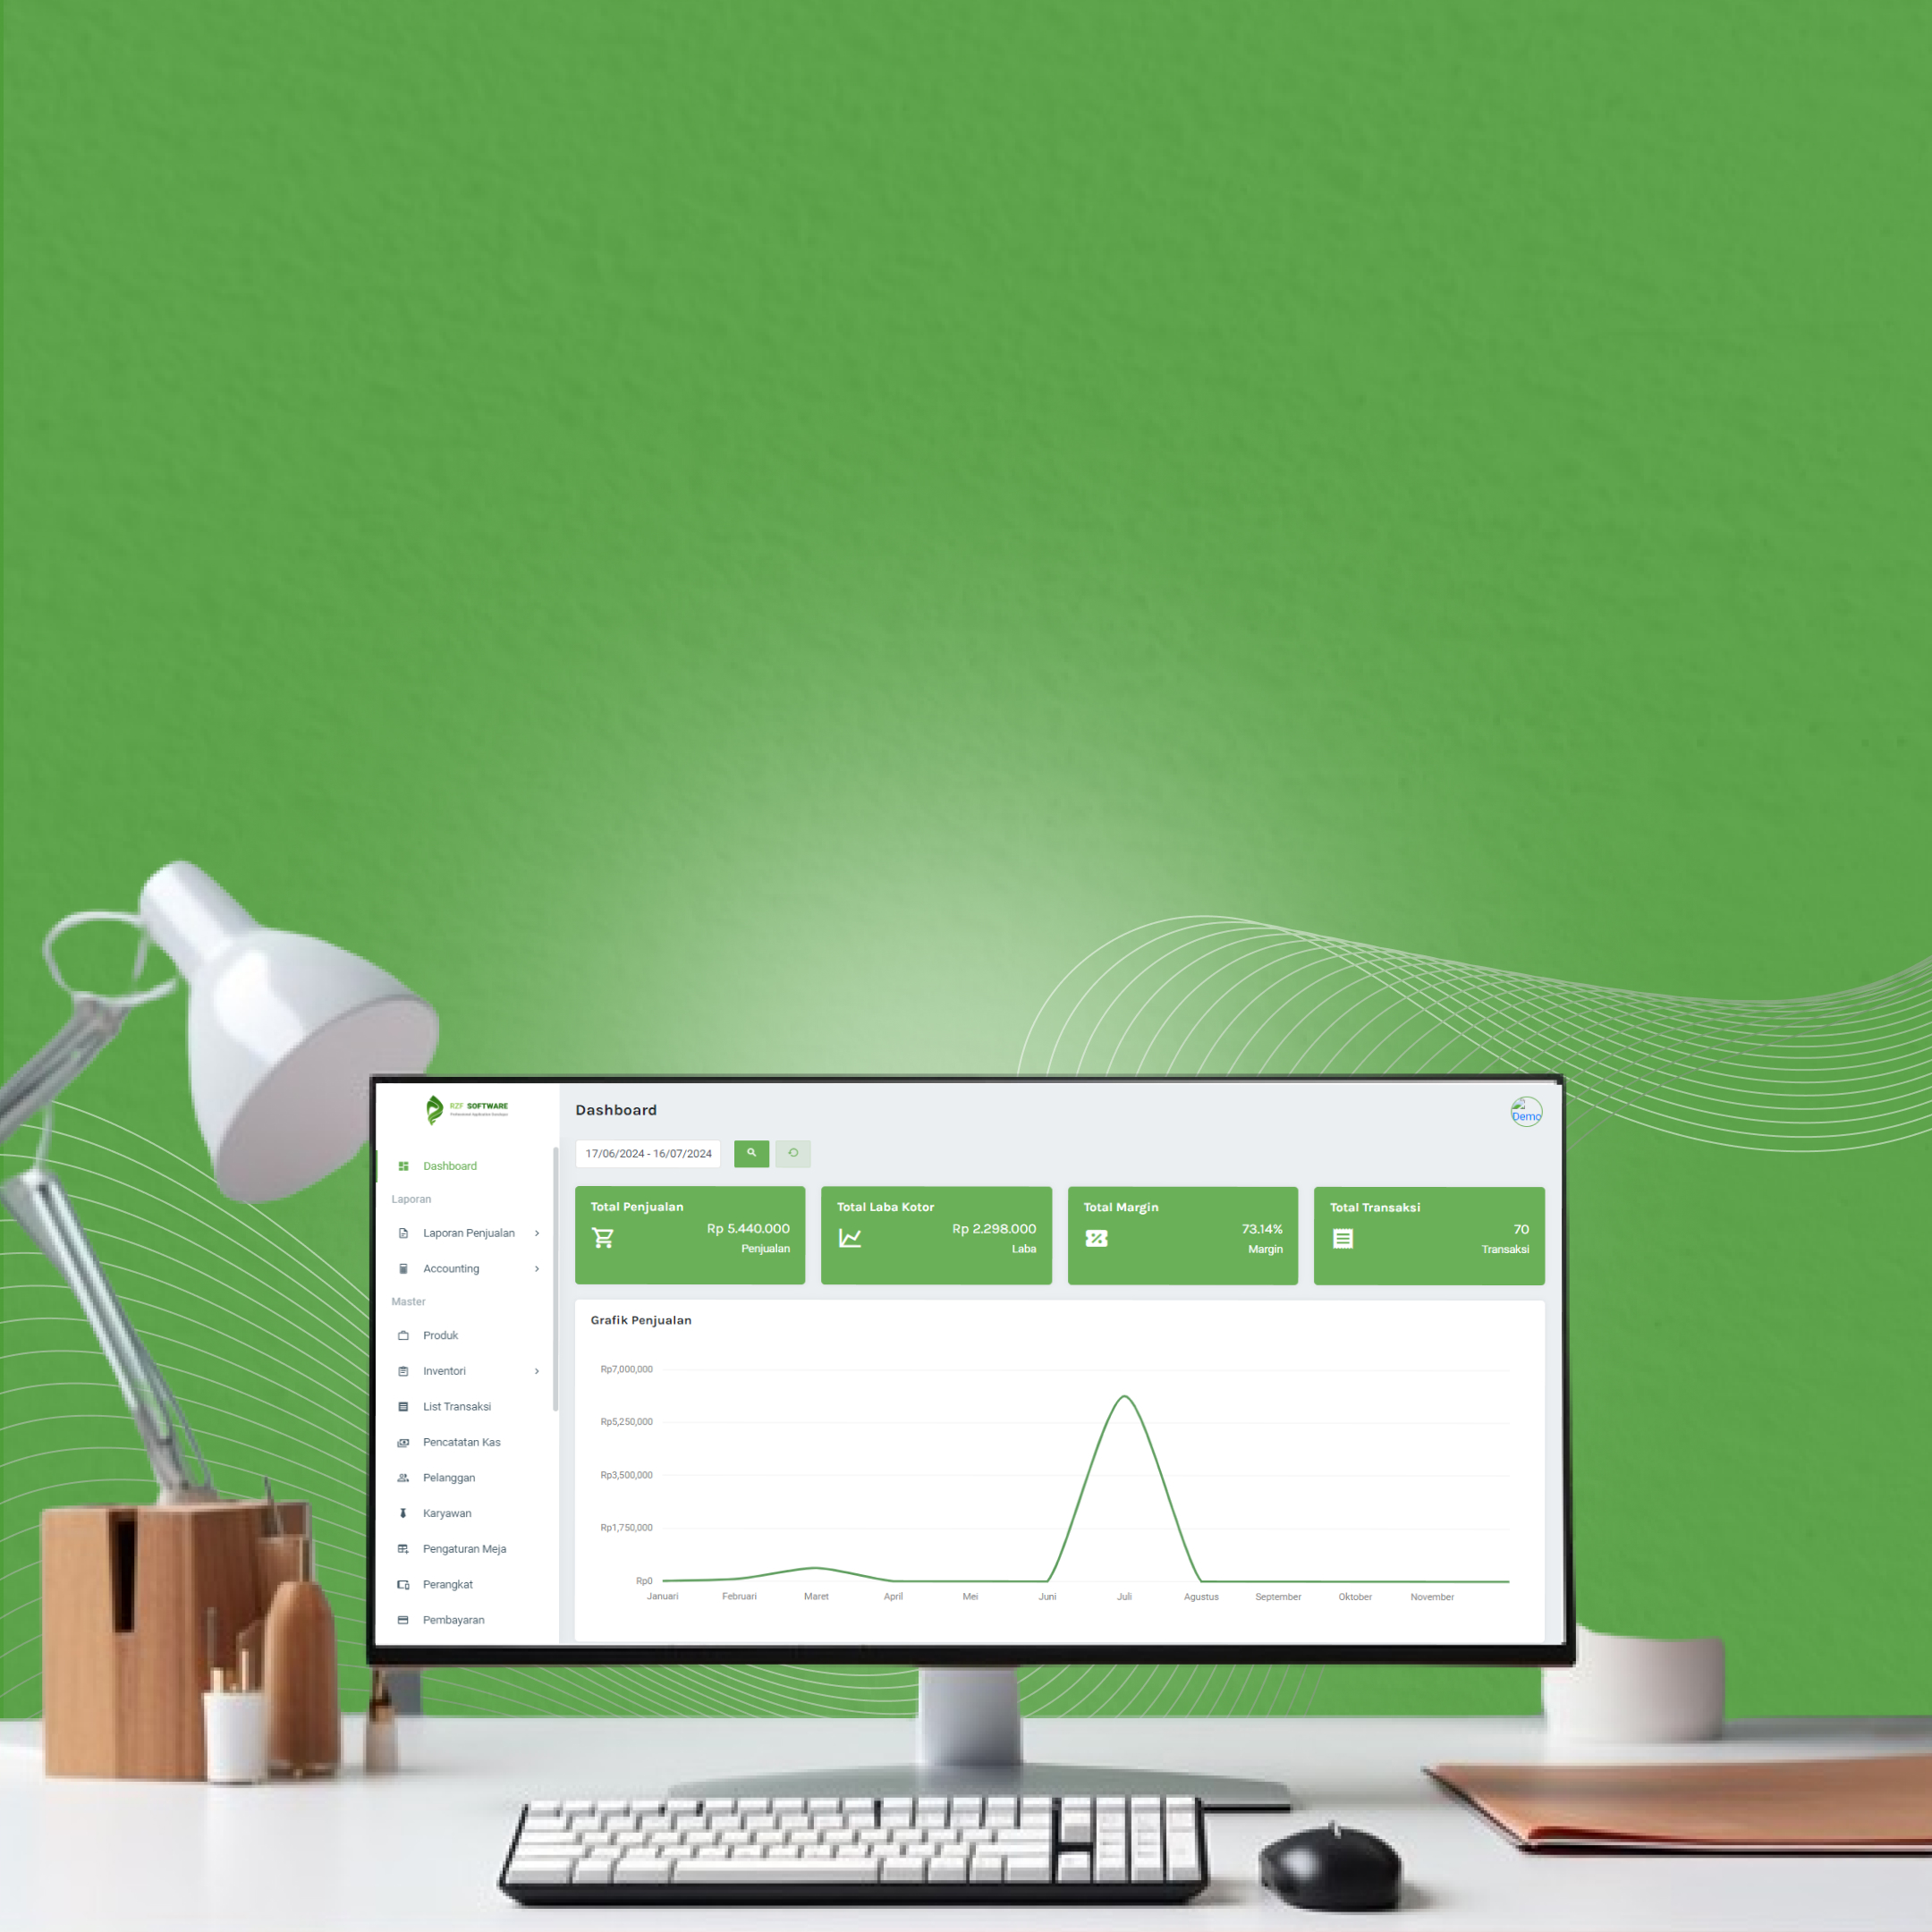 RZF SOFTWARE
Dashboard
Laporan
Laporan Penjualan
Accounting
Master
Produk
Inventori
List Transaksi
Pencatatan Kas
Pelanggan
Karyawan
Pengaturan Meja
Perangkat
Pembayaran
Dashboard
Demo
17/06/2024 - 16/07/2024
Total Penjualan
Rp 5.440.000
Penjualan
Total Laba Kotor
Rp 2.298.000
Laba
Total Margin
73.14%
Margin
Total Transaksi
70
Transaksi
Grafik Penjualan
Rp7,000,000
Rp5,250,000
Rp3,500,000
Rp1,750,000
Rp0
Januari Februari Maret April Mei Juni Juli Agustus September Oktober November